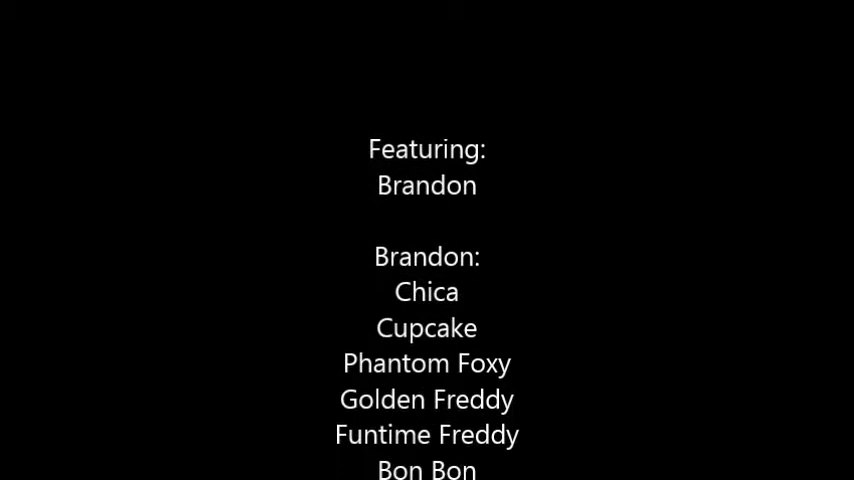 Featuring:
Brandon
Brandon:
Chica
Cupcake
Phantom Foxy
Golden Freddy
Funtime Freddy
Bon Bon